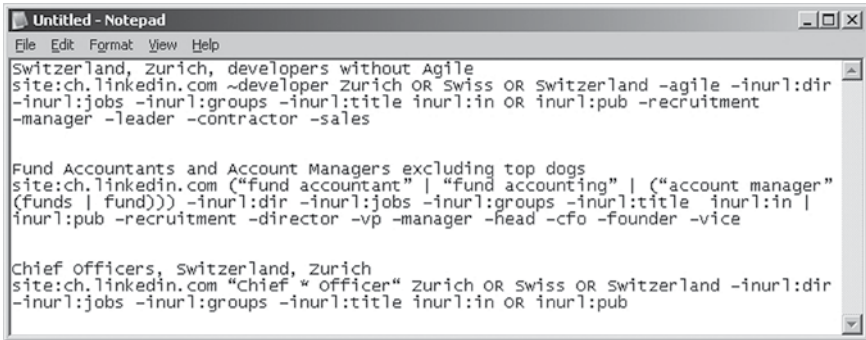 Untitled - Notepad
File Edit Format View Help
Switzerland, Zurich, developers without Agile
site:ch.linkedin.com ~developer Zurich OR Swiss OR Switzerland -agile -inurl:dir
-inurl:jobs -inurl:groups -inurl:title inurl:in OR inurl:pub -recruitment
-manager -leader -contractor -sales
Fund Accountants and Account Managers excluding top dogs
site:ch.linkedin.com (“fund accountant” | “fund accounting” | (“account manager”
(funds | fund))) -inurl:dir -inurl:jobs -inurl:groups -inurl:title  inurl:in |
inurl:pub -recruitment -director -vp -manager -head -cfo -founder -vice
Chief Officers, Switzerland, Zurich
site:ch.linkedin.com “Chief * Officer“ Zurich OR Swiss OR Switzerland -inurl:dir
-inurl:jobs -inurl:groups -inurl:title inurl:in OR inurl:pub